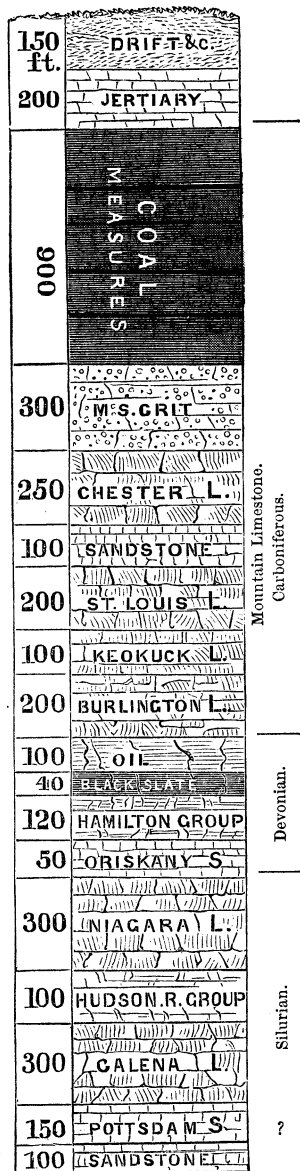 150 ft. DRIFT &c.
200 JERTIARY
900 COAL MEASURES
300 M.S. GRIT
250 CHESTER L.
100 SANDSTONE
200 ST. LOUIS L.
100 KEOKUCK L.
200 BURLINGTON L.
Mountain Limestone.
Carboniferous.
100 OIL
40 BLACK SLATE
120 HAMILTON GROUP
50 ORISKANY S
Devonian.
300 NIAGARA L.
100 HUDSON R. GROUP
300 GALENA L
Silurian.
150 POTTSDAM S. ?
100 SANDSTONE